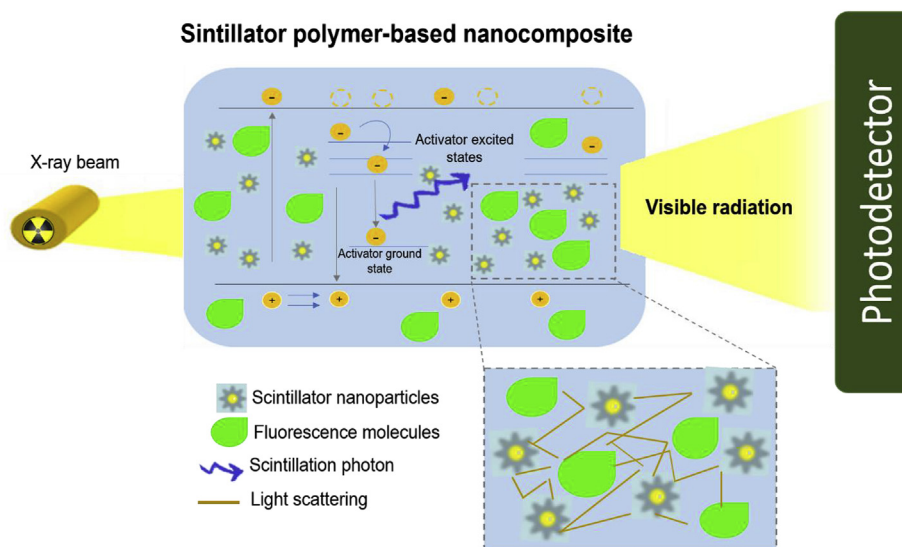 Sintillator polymer-based nanocomposite
X-ray beam
Activator excited
states
Activator ground
state
Visible radiation
Photodetector
Scintillator nanoparticles
Fluorescence molecules
Scintillation photon
Light scattering